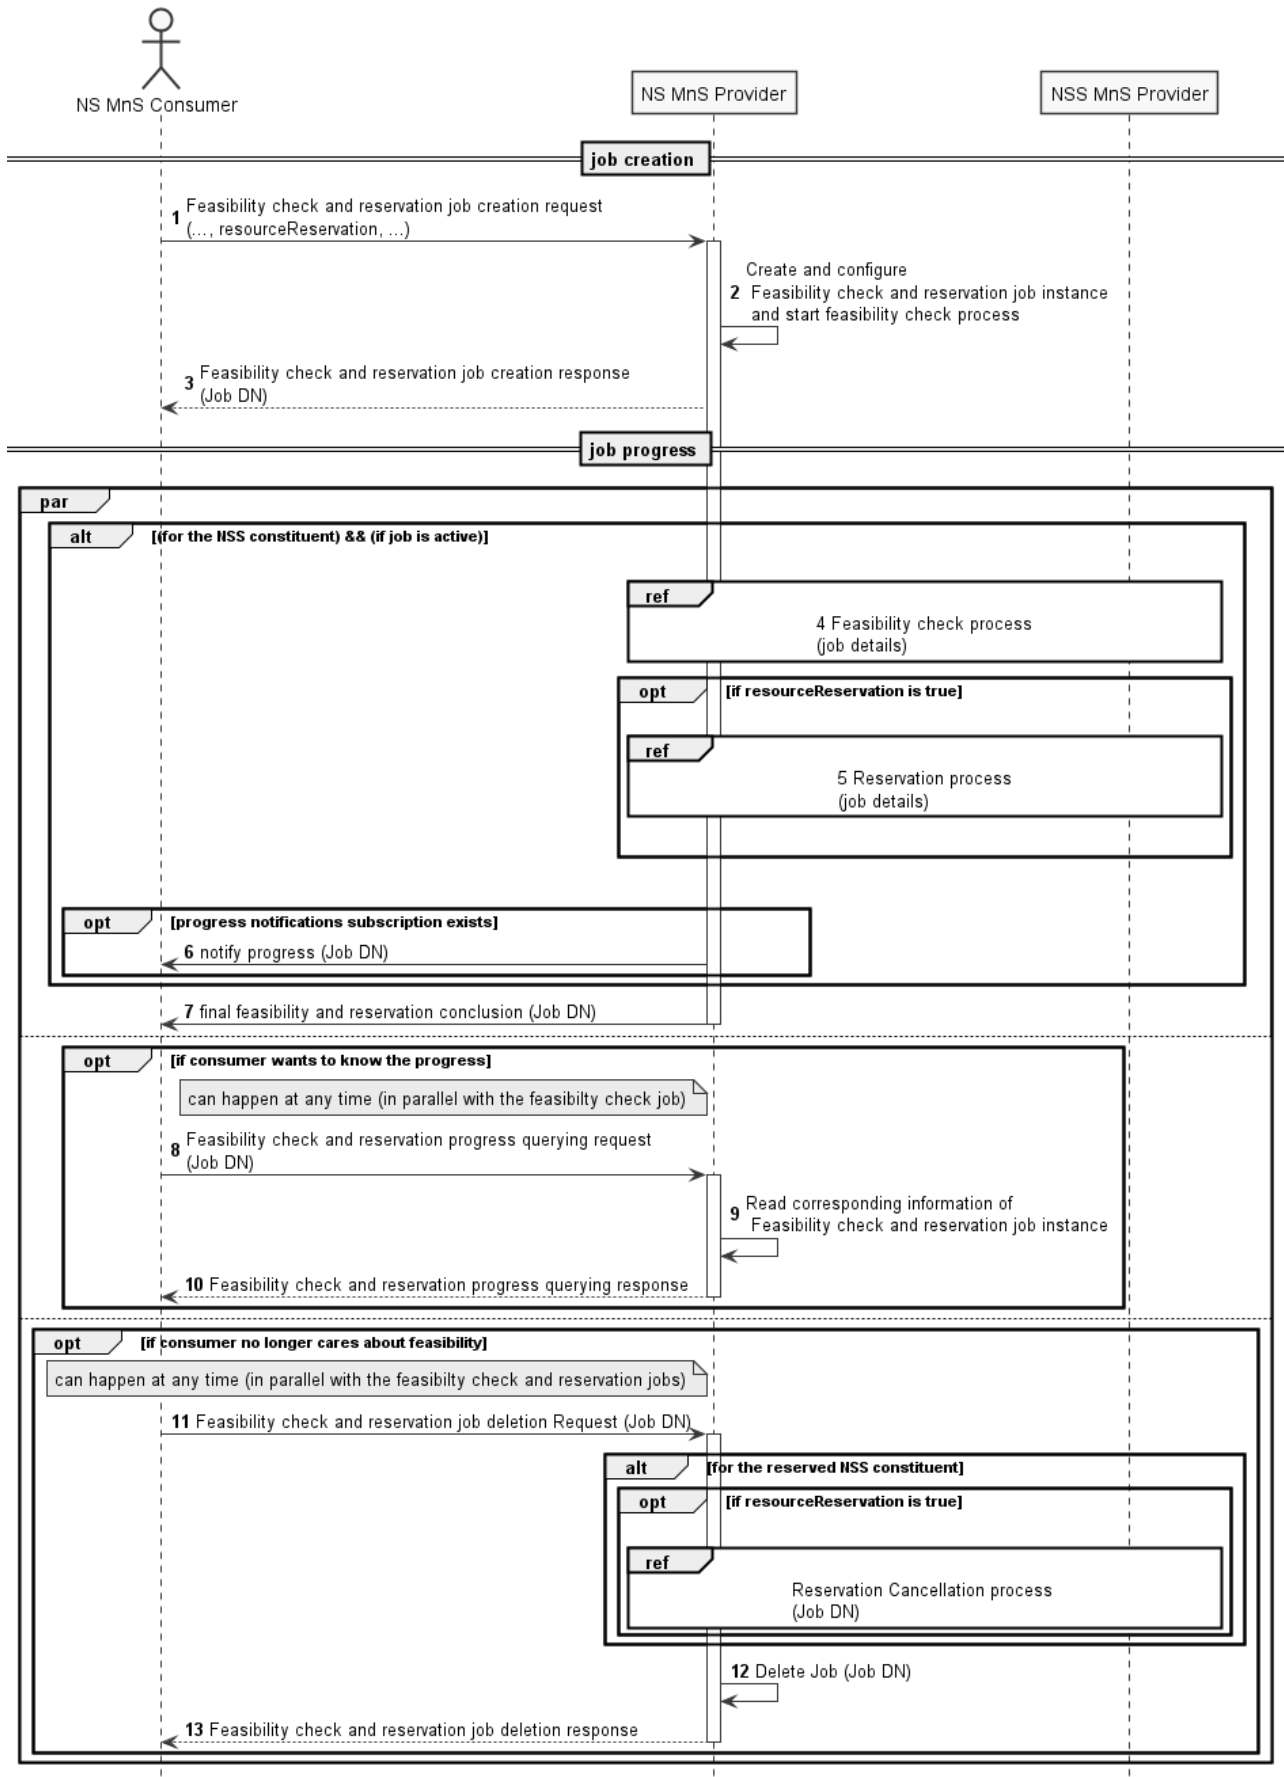 NS MnS Consumer
NS MnS Provider
NSS MnS Provider
job creation
1 Feasibility check and reservation job creation request
(..., resourceReservation, ...)
Create and configure
2 Feasibility check and reservation job instance
and start feasibility check process
3 Feasibility check and reservation job creation response
(Job DN)
job progress
par
alt [(for the NSS constituent) && (if job is active)]
ref
4 Feasibility check process
(job details)
opt [if resourceReservation is true]
ref
5 Reservation process
(job details)
opt [progress notifications subscription exists]
6 notify progress (Job DN)
7 final feasibility and reservation conclusion (Job DN)
opt [if consumer wants to know the progress]
can happen at any time (in parallel with the feasibilty check job)
8 Feasibility check and reservation progress querying request
(Job DN)
9 Read corresponding information of
Feasibility check and reservation job instance
10 Feasibility check and reservation progress querying response
opt [if consumer no longer cares about feasibility]
can happen at any time (in parallel with the feasibilty check and reservation jobs)
11 Feasibility check and reservation job deletion Request (Job DN)
alt [for the reserved NSS constituent]
opt [if resourceReservation is true]
ref
Reservation Cancellation process
(Job DN)
12 Delete Job (Job DN)
13 Feasibility check and reservation job deletion response